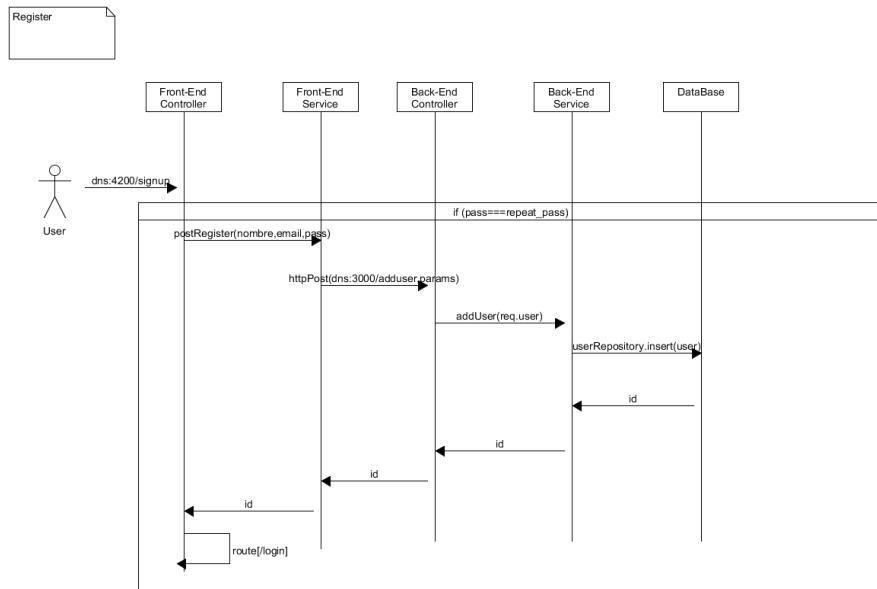 Register
Front-End
Controller
Front-End
Service
Back-End
Controller
Back-End
Service
DataBase
dns:4200/signup
User
if (pass===repeat_pass)
postRegister(nombre,email,pass)
httpPost(dns:3000/adduser,params)
addUser(req.user)
userRepository.insert(user)
id
id
id
id
route[/login]